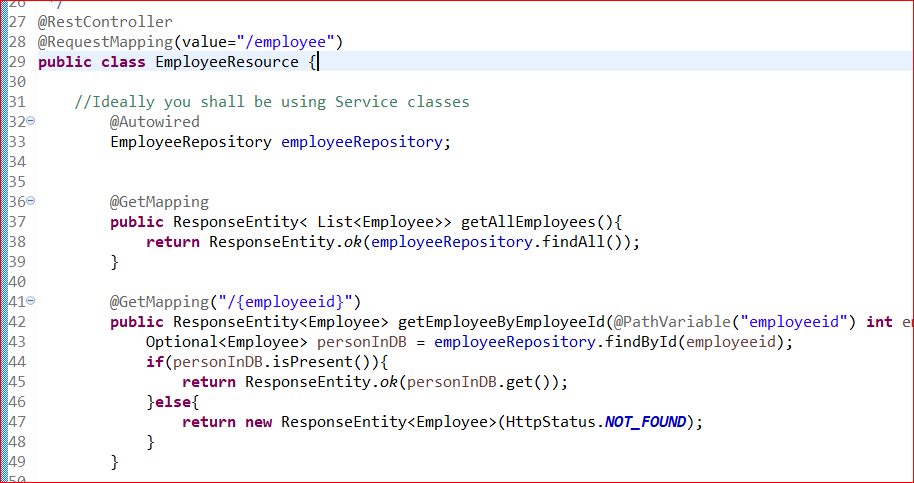 26 */
27 @RestController
28 @RequestMapping(value="/employee")
29 public class EmployeeResource {
30
31 //Ideally you shall be using Service classes
32 @Autowired
33 EmployeeRepository employeeRepository;
34
35
36 @GetMapping
37 public ResponseEntity< List<Employee>> getAllEmployees(){
38 return ResponseEntity.ok(employeeRepository.findAll());
39 }
40
41 @GetMapping("/{employeeid}")
42 public ResponseEntity<Employee> getEmployeeByEmployeeId(@PathVariable("employeeid") int
43 Optional<Employee> personInDB = employeeRepository.findById(employeeid);
44 if(personInDB.isPresent()){
45 return ResponseEntity.ok(personInDB.get());
46 }else{
47 return new ResponseEntity<Employee>(HttpStatus.NOT_FOUND);
48 }
49 }
50